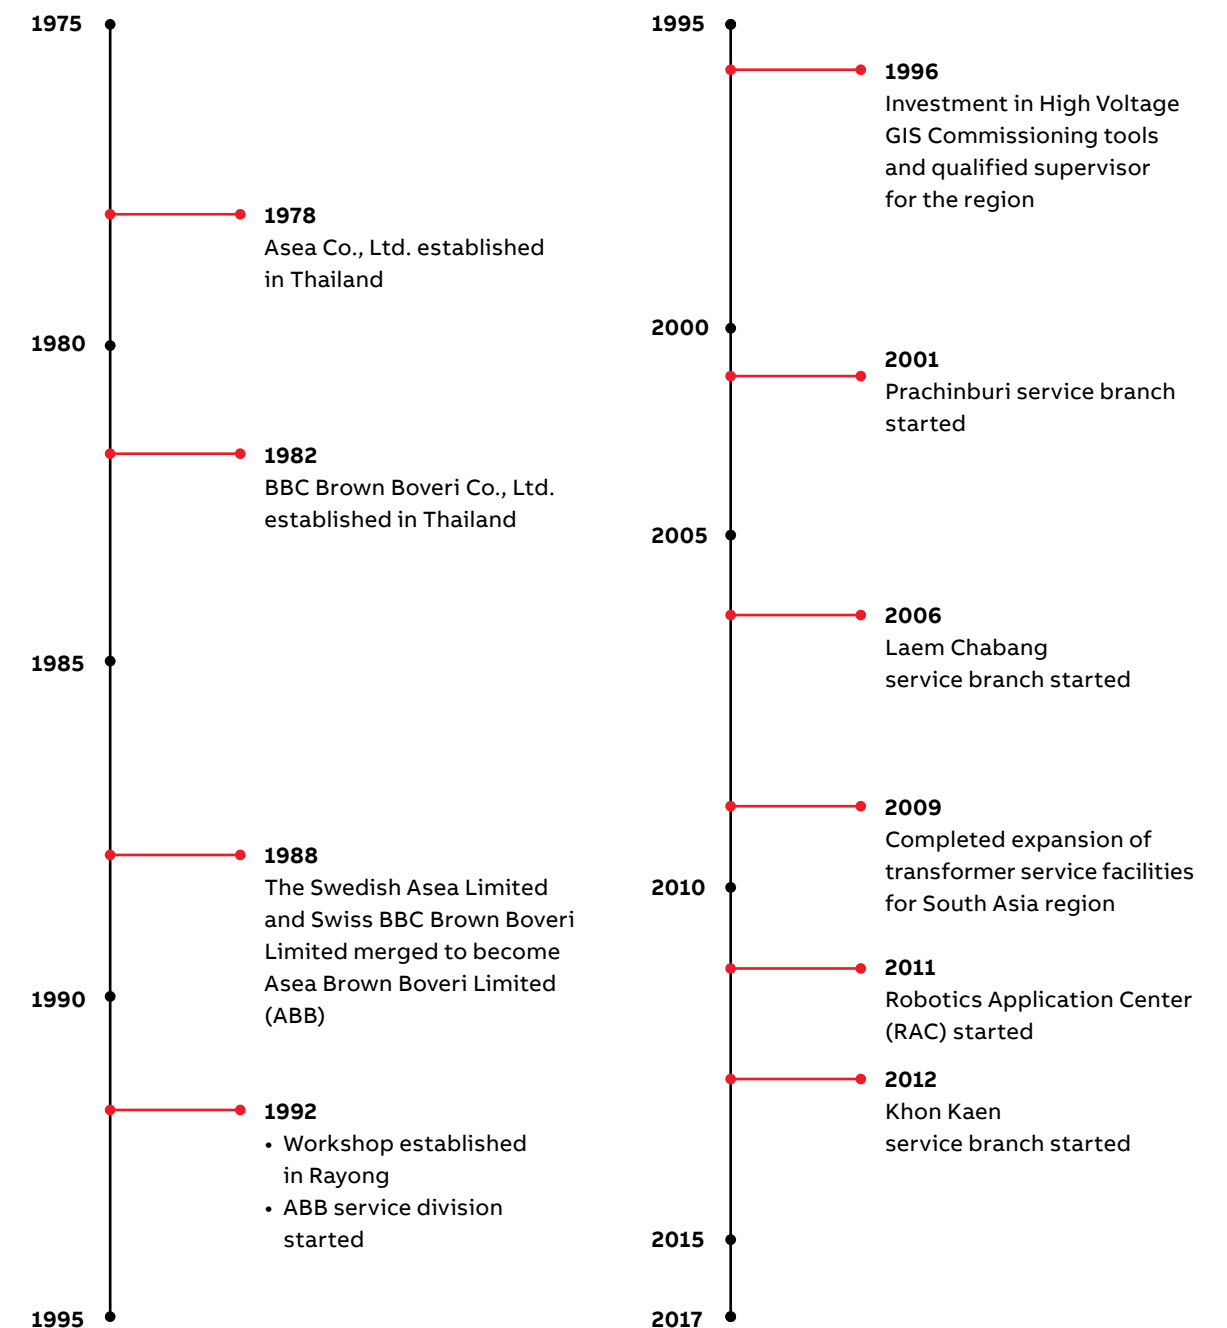 1975
1978
Asea Co., Ltd. established
in Thailand
1980
1982
BBC Brown Boveri Co., Ltd.
established in Thailand
1985
1988
The Swedish Asea Limited
and Swiss BBC Brown Boveri
Limited merged to become
Asea Brown Boveri Limited
(ABB)
1990
1992
• Workshop established
in Rayong
• ABB service division
started
1995
1995
1996
Investment in High Voltage
GIS Commissioning tools
and qualified supervisor
for the region
2000
2001
Prachinburi service branch
started
2005
2006
Laem Chabang
service branch started
2009
Completed expansion of
transformer service facilities
for South Asia region
2010
2011
Robotics Application Center
(RAC) started
2012
Khon Kaen
service branch started
2015
2017